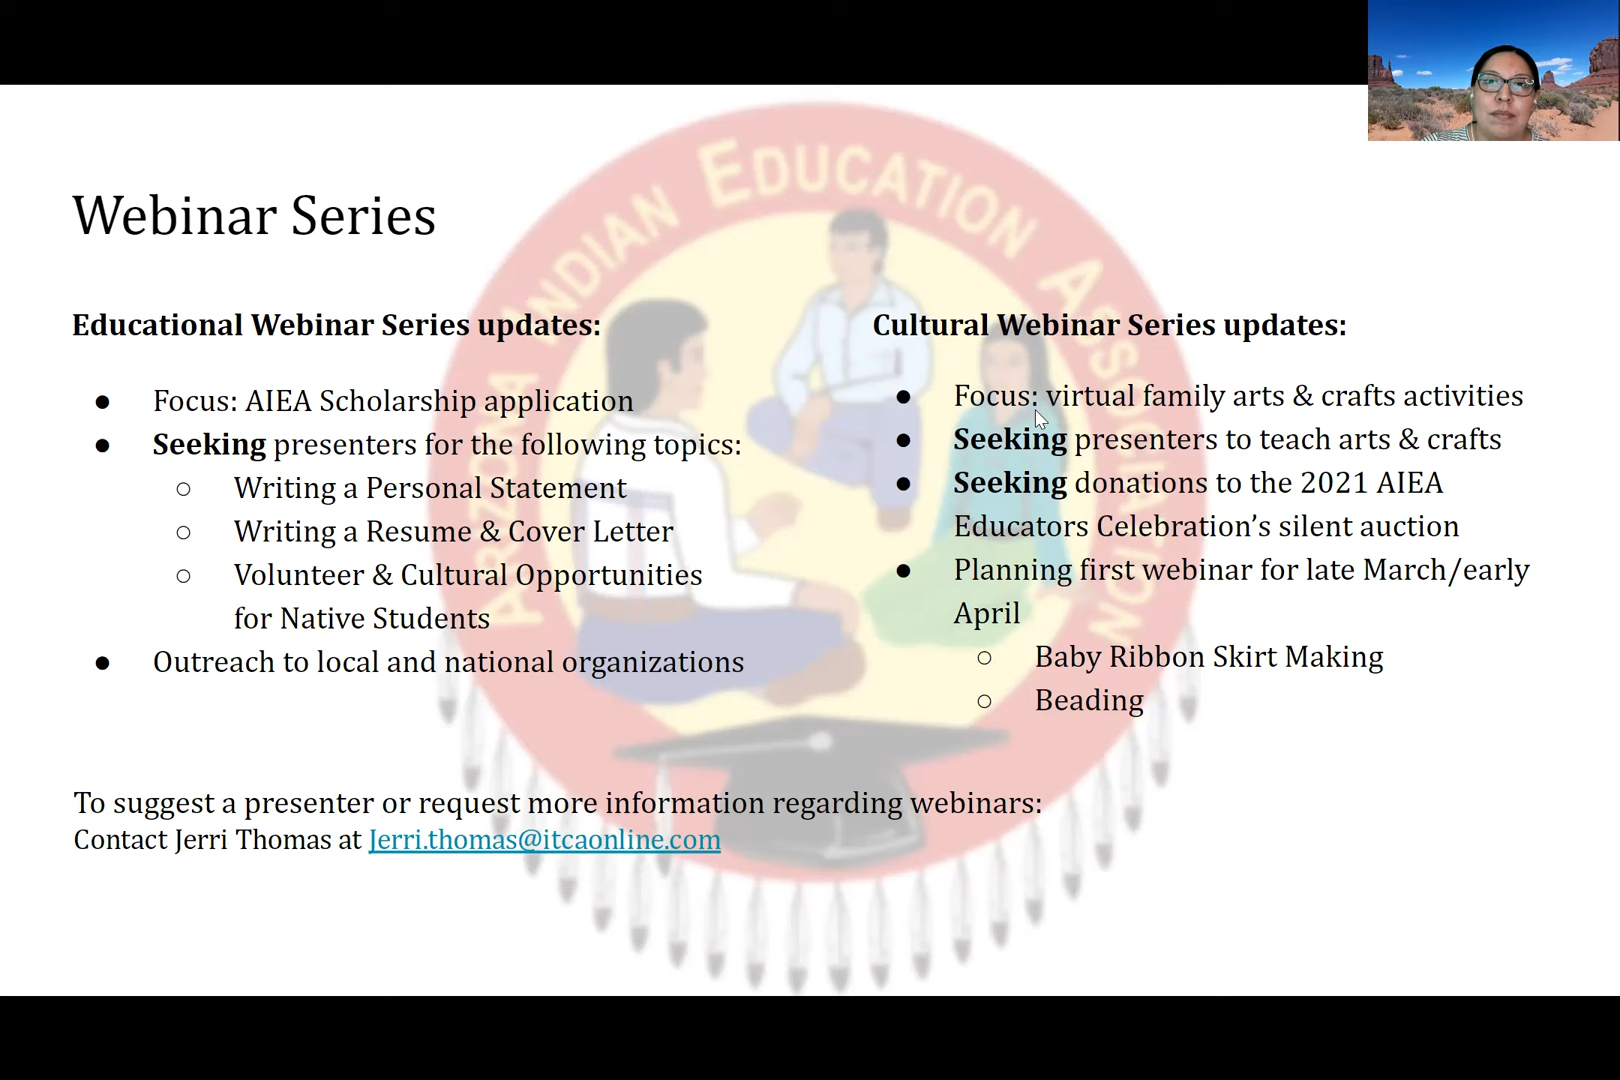 ARIZONA INDIAN EDUCATION ASSOCIATION
Webinar Series
Educational Webinar Series updates:
● Focus: AIEA Scholarship application
● Seeking presenters for the following topics:
○ Writing a Personal Statement
○ Writing a Resume & Cover Letter
○ Volunteer & Cultural Opportunities
for Native Students
● Outreach to local and national organizations
Cultural Webinar Series updates:
● Focus: virtual family arts & crafts activities
● Seeking presenters to teach arts & crafts
● Seeking donations to the 2021 AIEA
Educators Celebration’s silent auction
● Planning first webinar for late March/early
April
○ Baby Ribbon Skirt Making
○ Beading
To suggest a presenter or request more information regarding webinars:
Contact Jerri Thomas at Jerri.thomas@itcaonline.com